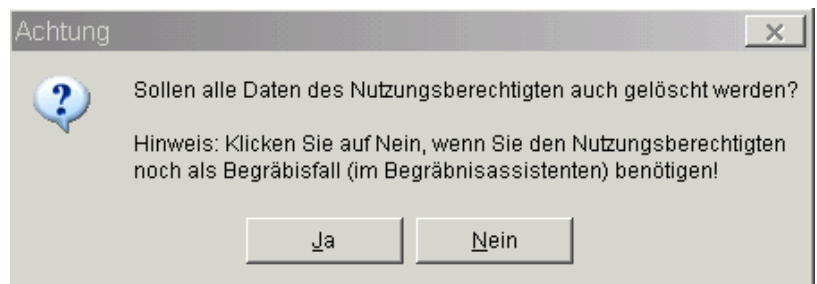 Achtung
Sollen alle Daten des Nutzungsberechtigten auch gelöscht werden?
Hinweis: Klicken Sie auf Nein, wenn Sie den Nutzungsberechtigten
noch als Begräbisfall (im Begräbnisassistenten) benötigen!
Ja
Nein